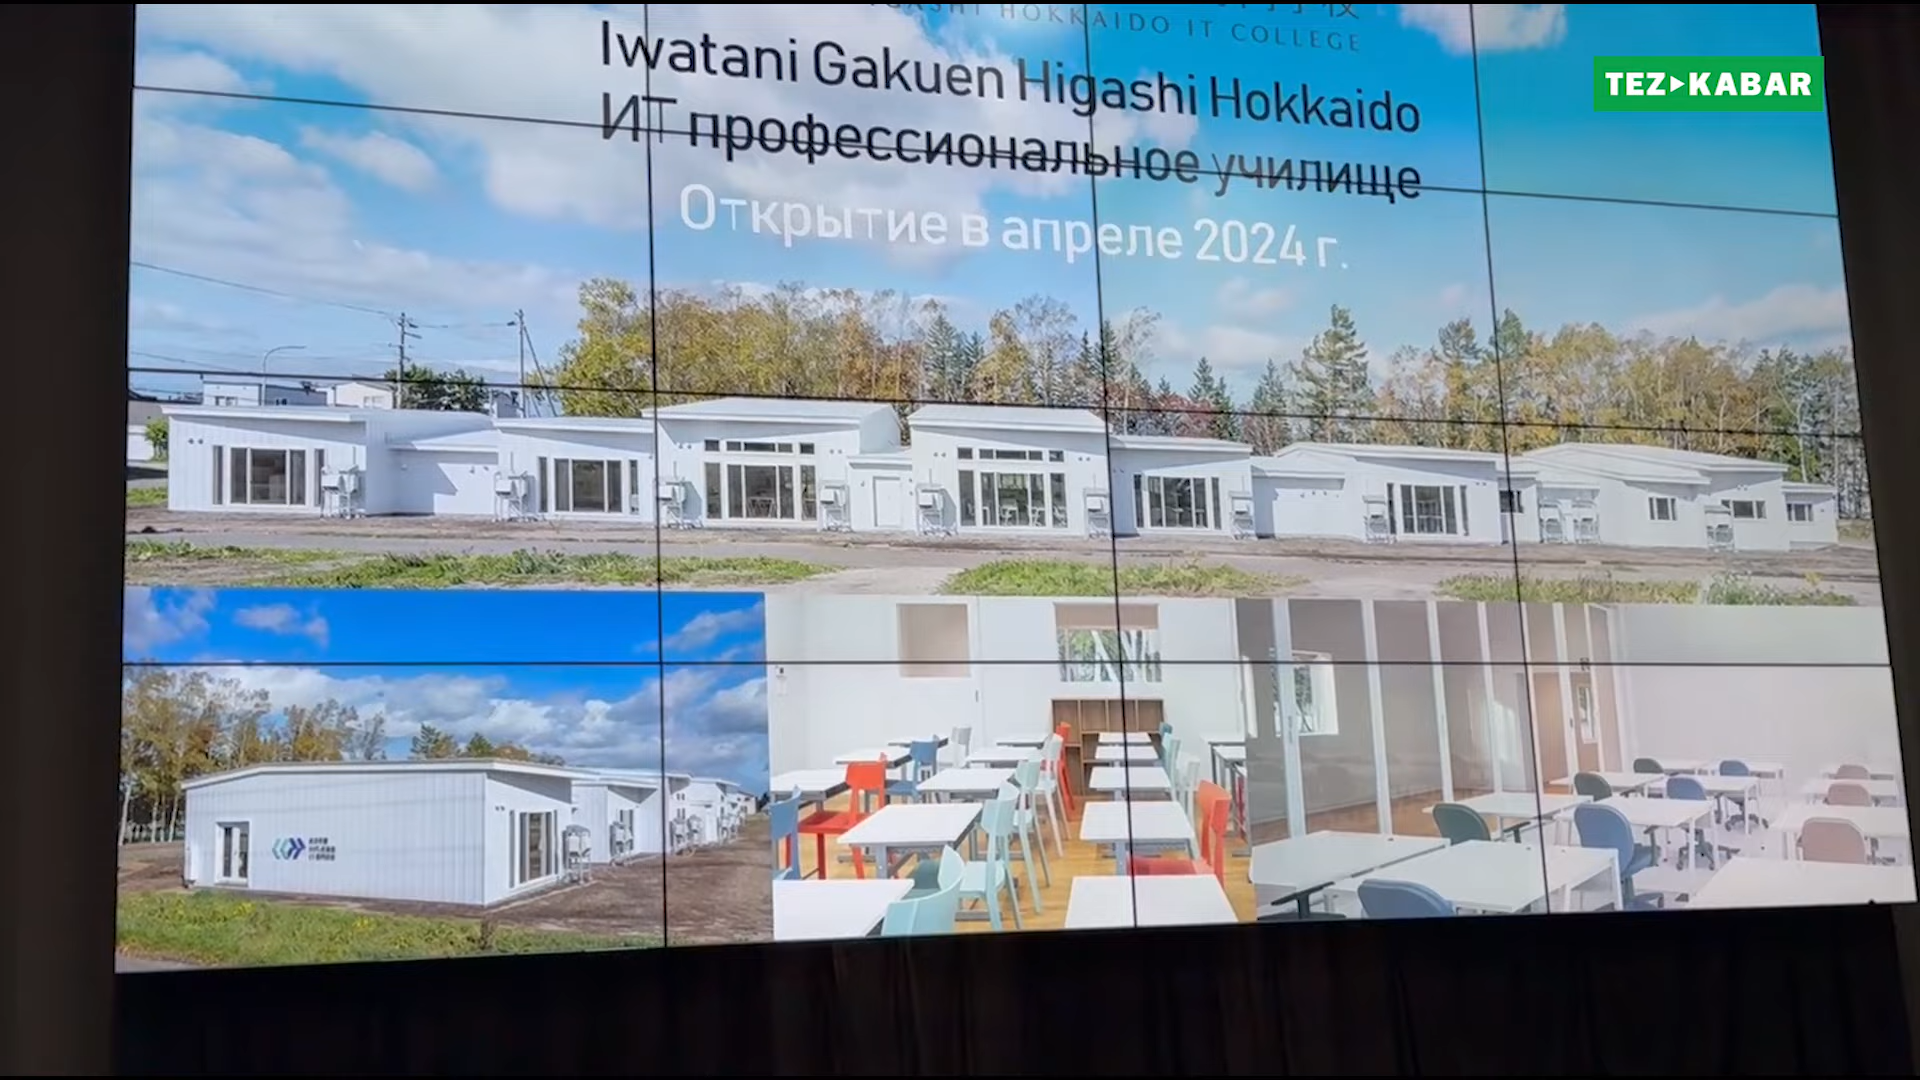 HIGASHI HOKKAIDO IT COLLEGE
Iwatani Gakuen Higashi Hokkaido
ИТ профессиональное училище
Открытие в апреле 2024 г.
TEZ KABAR